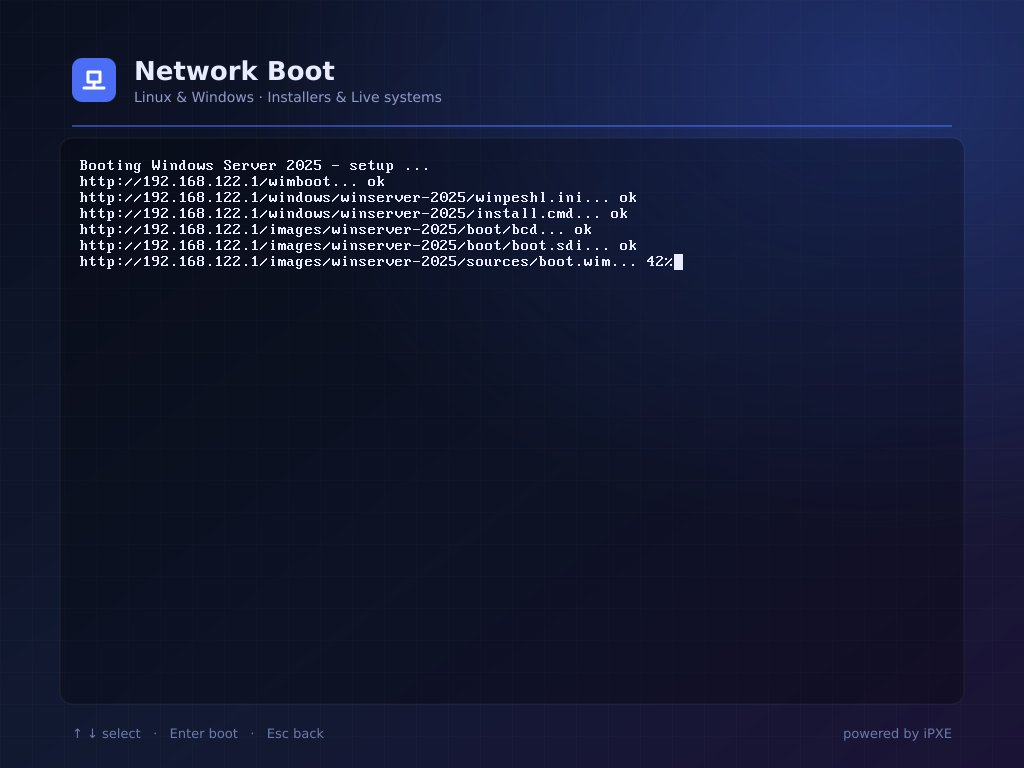 Network Boot
Linux & Windows · Installers & Live systems
Booting Windows Server 2025 - setup ...
http://192.168.122.1/wimboot... ok
http://192.168.122.1/windows/winserver-2025/winpeshl.ini... ok
http://192.168.122.1/windows/winserver-2025/install.cmd... ok
http://192.168.122.1/images/winserver-2025/boot/bcd... ok
http://192.168.122.1/images/winserver-2025/boot/boot.sdi... ok
http://192.168.122.1/images/winserver-2025/sources/boot.wim... 42%
↑ ↓ select · Enter boot · Esc back
powered by iPXE